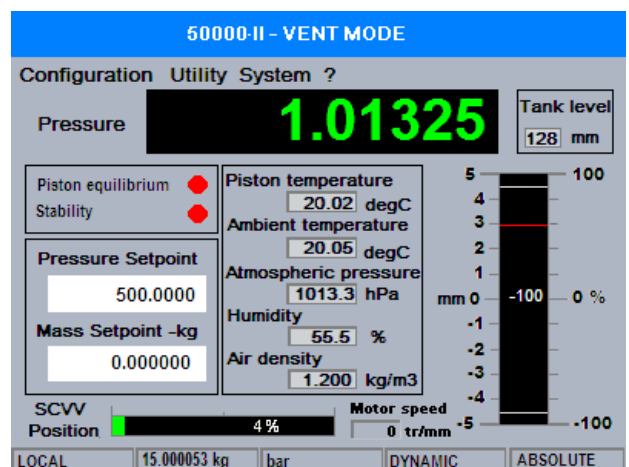 50000-II - VENT MODE
Configuration Utility System ?
Pressure
1.01325
Tank level
128 mm
Piston equilibrium
Stability
Pressure Setpoint
500.0000
Mass Setpoint -kg
0.000000
Piston temperature
20.02 degC
Ambient temperature
20.05 degC
Atmospheric pressure
1013.3 hPa
Humidity
55.5 %
Air density
1.200 kg/m3
5 100
4
3
2
1
mm 0 -100 0 %
-1
-2
-3
-4
-5 -100
SCVV
Position
4 %
Motor speed
0 tr/mm
LOCAL 15.000053 kg bar DYNAMIC ABSOLUTE